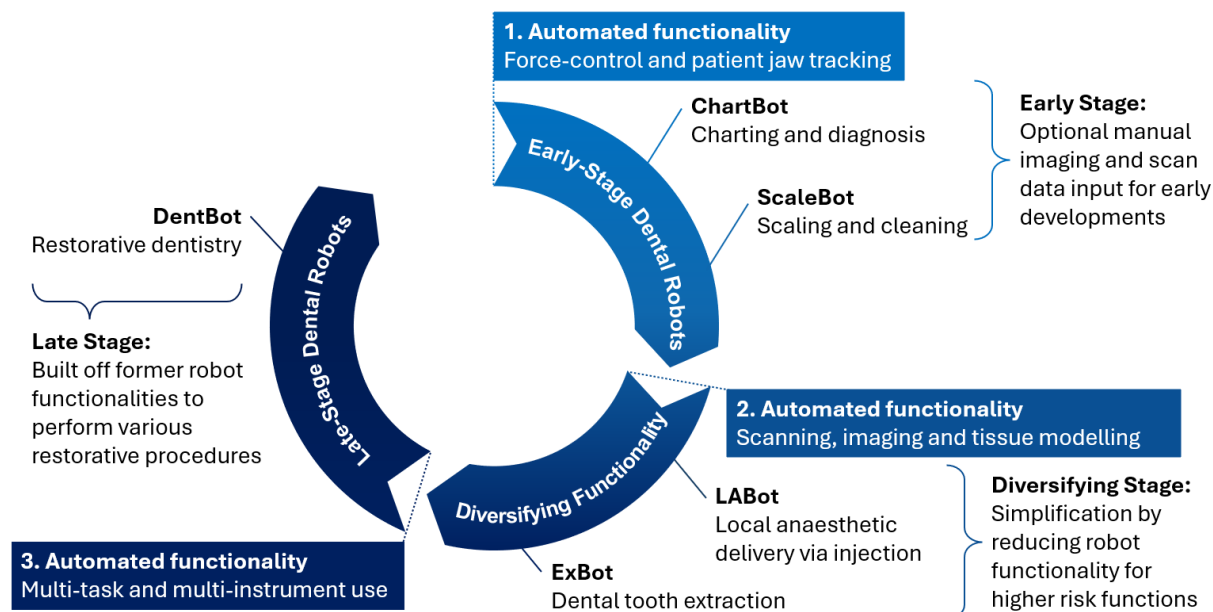 1. Automated functionality
Force-control and patient jaw tracking
ChartBot
Charting and diagnosis
ScaleBot
Scaling and cleaning
Early Stage:
Optional manual
imaging and scan
data input for early
developments
Early-Stage Dental Robots
2. Automated functionality
Scanning, imaging and tissue modelling
LABot
Local anaesthetic
delivery via injection
ExBot
Dental tooth extraction
Diversifying Stage:
Simplification by
reducing robot
functionality for
higher risk functions
Diversifying Functionality
3. Automated functionality
Multi-task and multi-instrument use
DentBot
Restorative dentistry
Late Stage:
Built off former robot
functionalities to
perform various
restorative procedures
Late-Stage Dental Robots